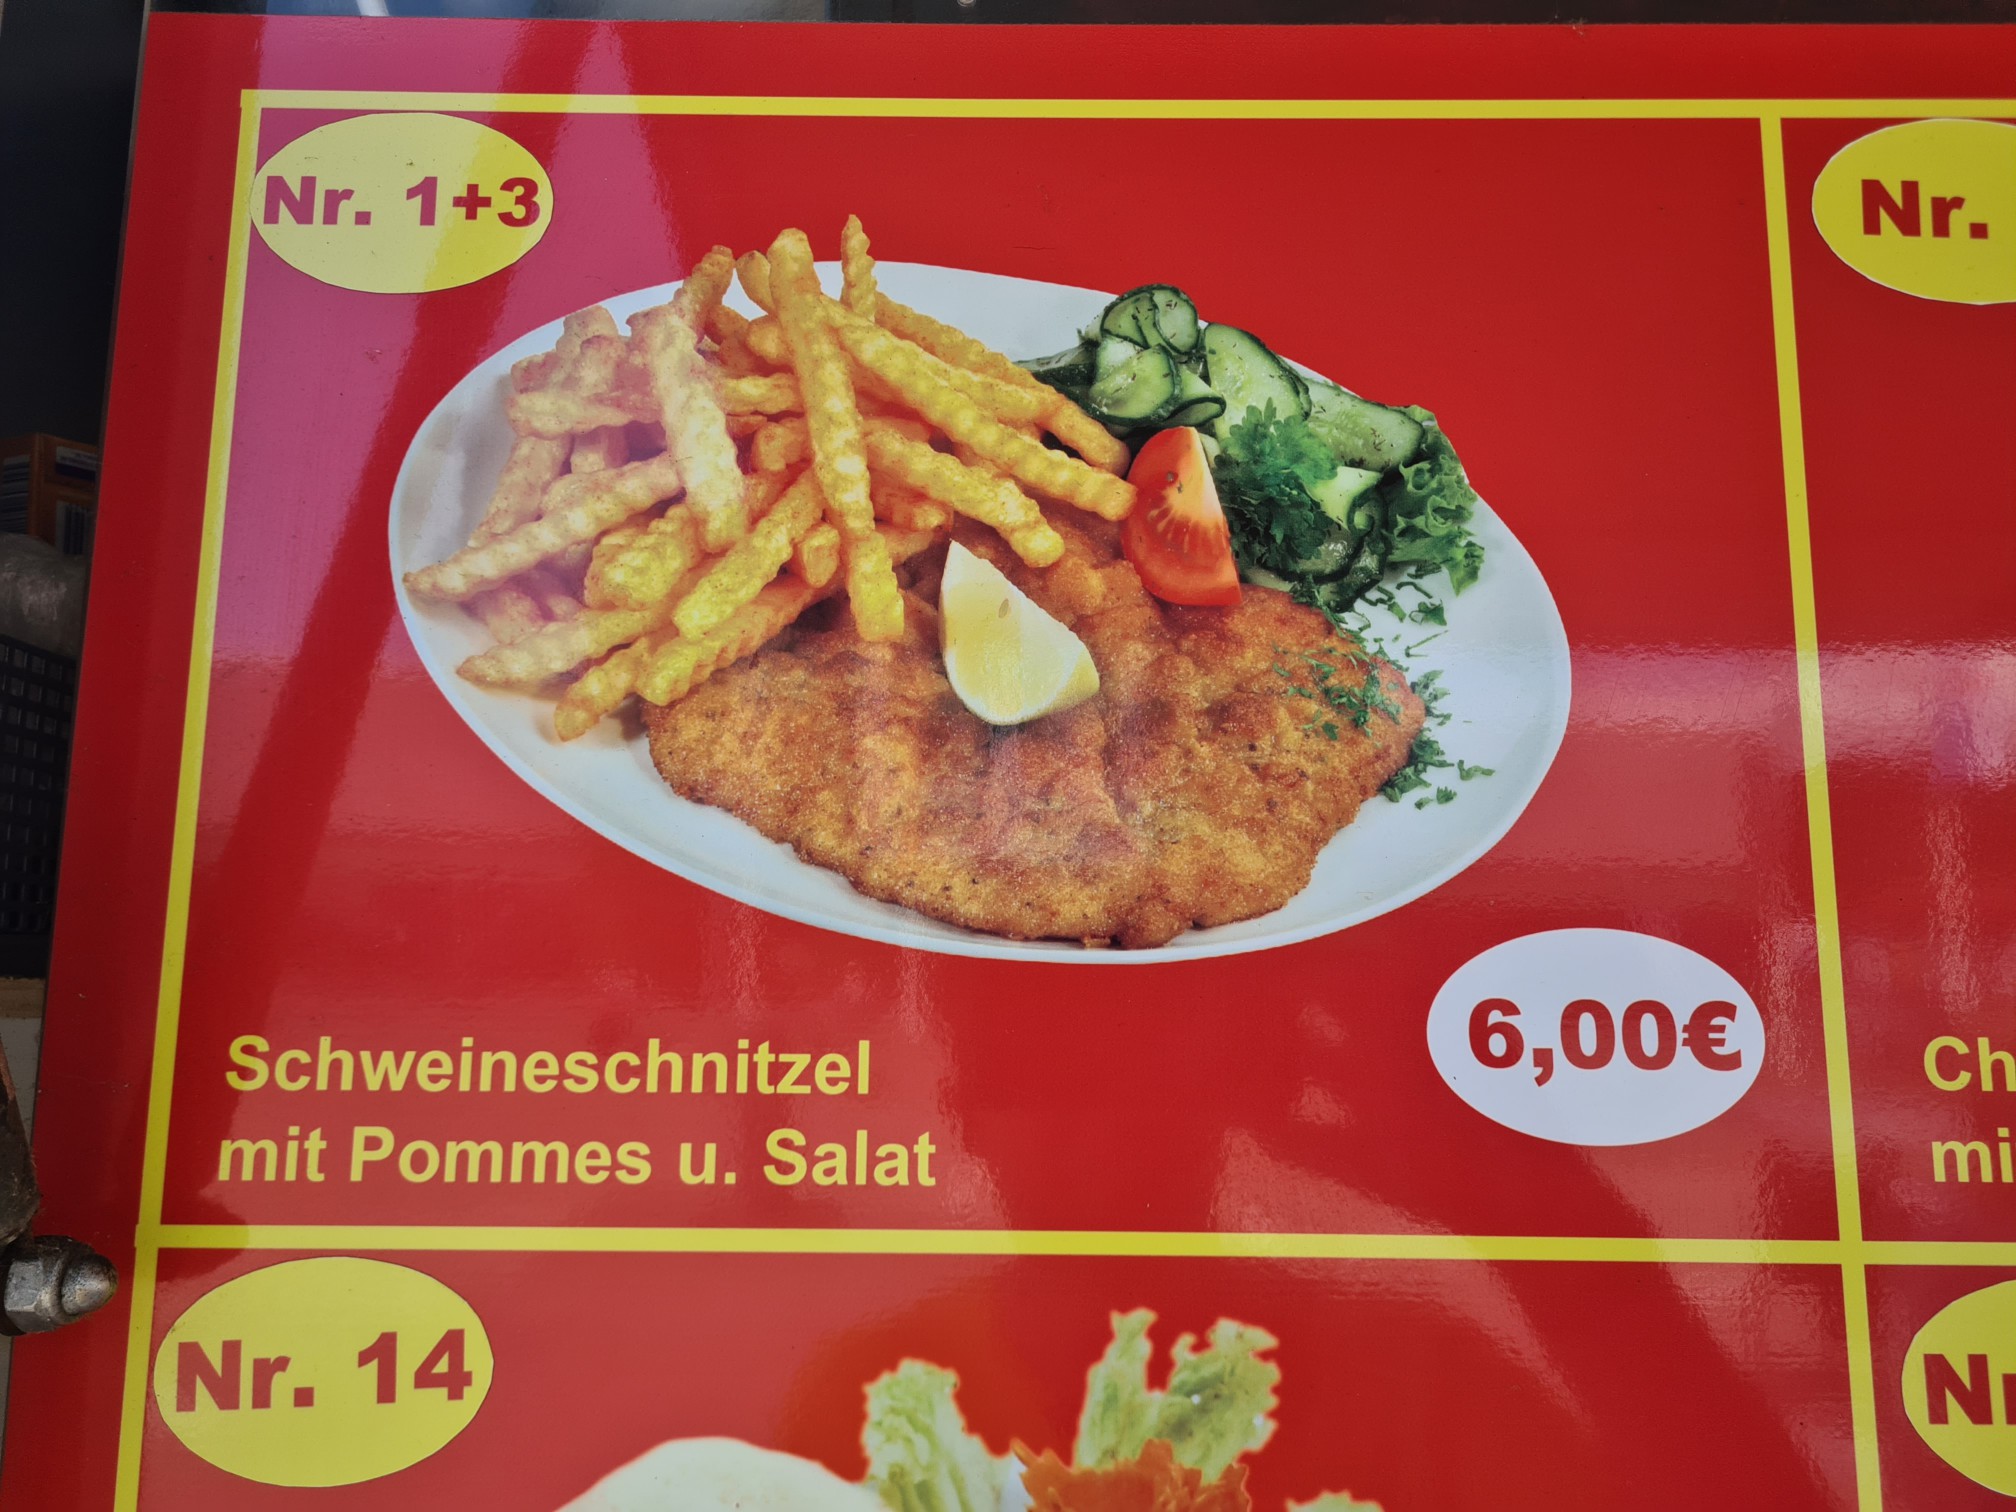 Nr. 1+3
Nr.
6,00€
Schweineschnitzel
mit Pommes u. Salat
Nr. 14